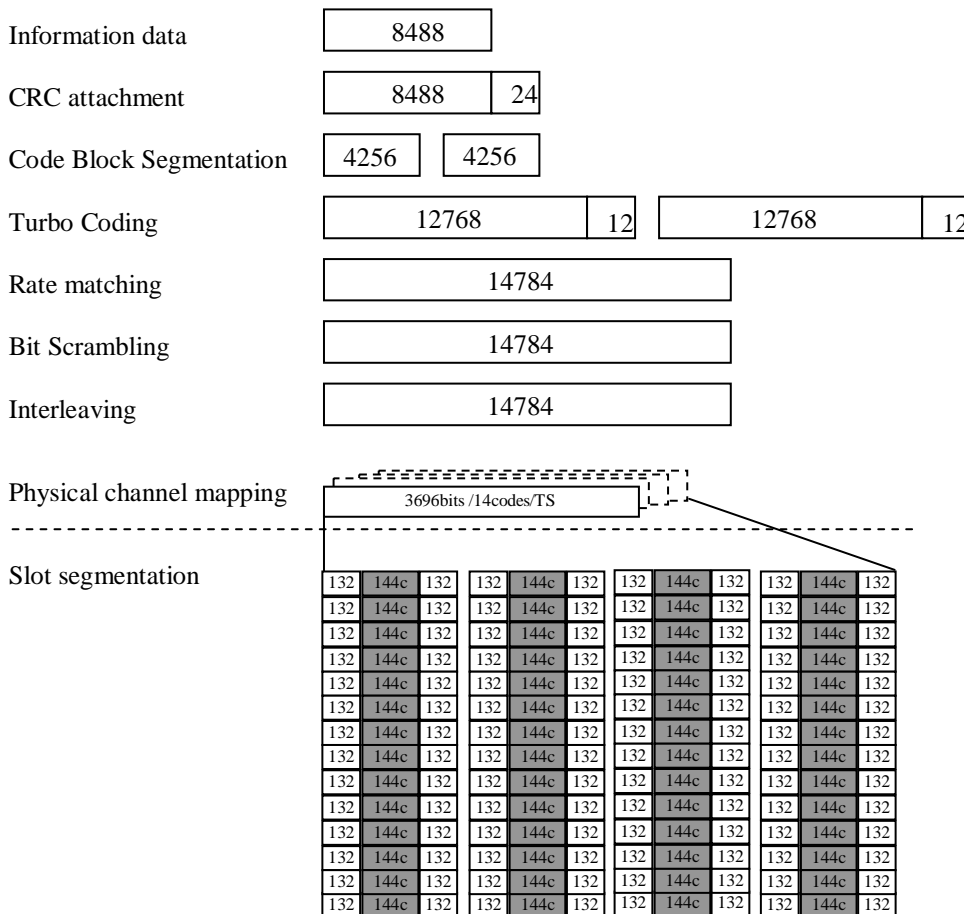 Information data 8488
CRC attachment 8488 24
Code Block Segmentation 4256 4256
Turbo Coding 12768 12 12768 12
Rate matching 14784
Bit Scrambling 14784
Interleaving 14784
Physical channel mapping 3696bits /14codes/TS
Slot segmentation
132 144c 132 132 144c 132 132 144c 132 132 144c 132
132 144c 132 132 144c 132 132 144c 132 132 144c 132
132 144c 132 132 144c 132 132 144c 132 132 144c 132
132 144c 132 132 144c 132 132 144c 132 132 144c 132
132 144c 132 132 144c 132 132 144c 132 132 144c 132
132 144c 132 132 144c 132 132 144c 132 132 144c 132
132 144c 132 132 144c 132 132 144c 132 132 144c 132
132 144c 132 132 144c 132 132 144c 132 132 144c 132
132 144c 132 132 144c 132 132 144c 132 132 144c 132
132 144c 132 132 144c 132 132 144c 132 132 144c 132
132 144c 132 132 144c 132 132 144c 132 132 144c 132
132 144c 132 132 144c 132 132 144c 132 132 144c 132
132 144c 132 132 144c 132 132 144c 132 132 144c 132
132 144c 132 132 144c 132 132 144c 132 132 144c 132